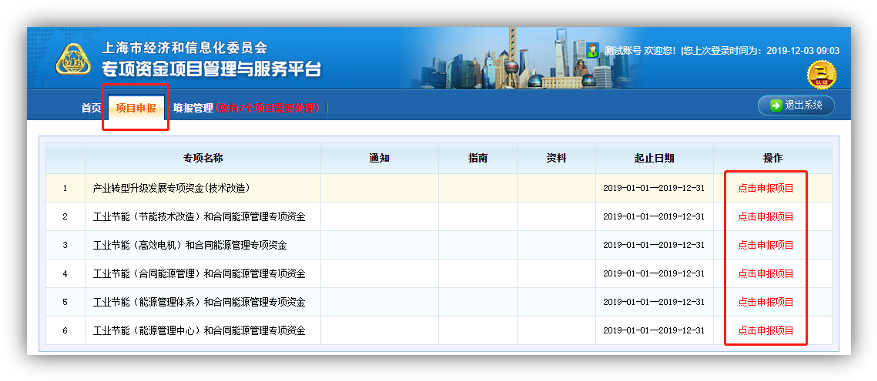 上海市经济和信息化委员会
专项资金项目管理与服务平台
测试账号 欢迎您！|您上次登录时间为：2019-12-03 09:03
首页 项目申报 填报管理(您有7个项目需要处理) 退出系统
专项名称 通知 指南 资料 起止日期 操作
1 产业转型升级发展专项资金(技术改造) 2019-01-01—2019-12-31 点击申报项目
2 工业节能（节能技术改造）和合同能源管理专项资金 2019-01-01—2019-12-31 点击申报项目
3 工业节能（高效电机）和合同能源管理专项资金 2019-01-01—2019-12-31 点击申报项目
4 工业节能（合同能源管理）和合同能源管理专项资金 2019-01-01—2019-12-31 点击申报项目
5 工业节能（能源管理体系）和合同能源管理专项资金 2019-01-01—2019-12-31 点击申报项目
6 工业节能（能源管理中心）和合同能源管理专项资金 2019-01-01—2019-12-31 点击申报项目